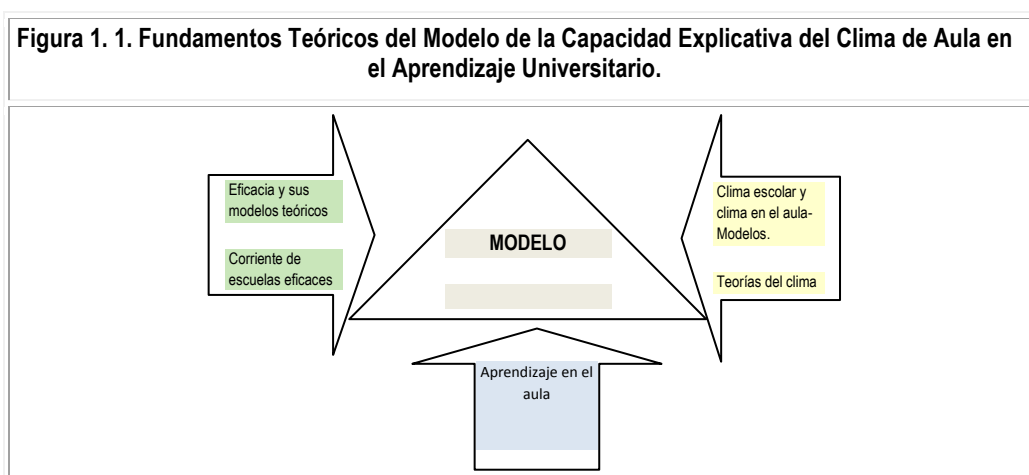 Figura 1. 1. Fundamentos Teóricos del Modelo de la Capacidad Explicativa del Clima de Aula en
el Aprendizaje Universitario.
Eficacia y sus
modelos teóricos
Corriente de
escuelas eficaces
MODELO
Clima escolar y
clima en el aula-
Modelos.
Teorías del clima
Aprendizaje en el
aula